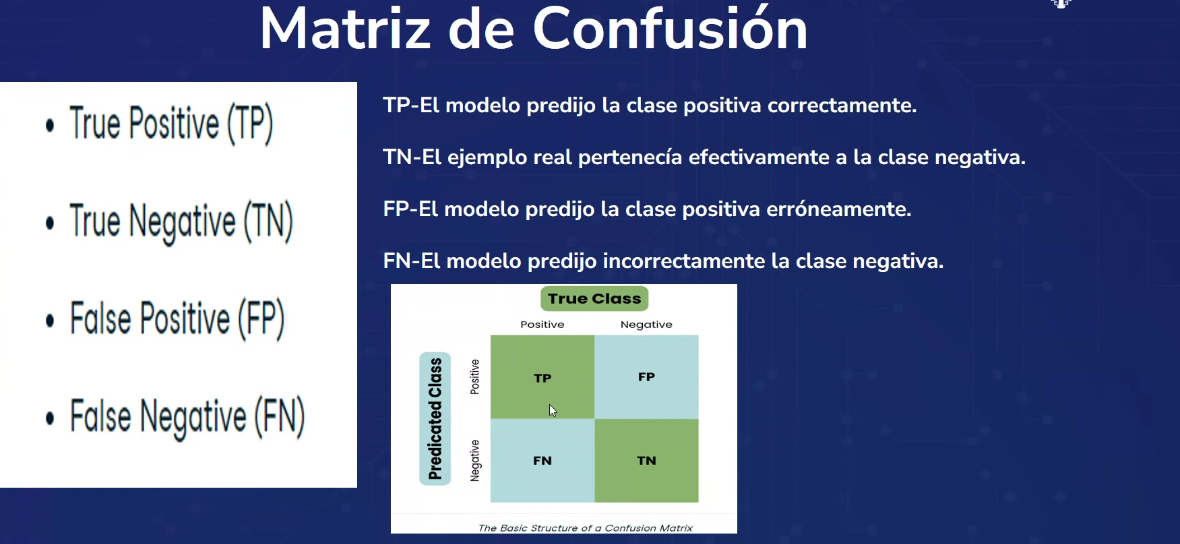 Matriz de Confusión
• True Positive (TP)
• True Negative (TN)
• False Positive (FP)
• False Negative (FN)
TP-El modelo predijo la clase positiva correctamente.
TN-El ejemplo real pertenecía efectivamente a la clase negativa.
FP-El modelo predijo la clase positiva erróneamente.
FN-El modelo predijo incorrectamente la clase negativa.
True Class
Positive Negative
Predicated Class
Positive
TP FP
Negative
FN TN
The Basic Structure of a Confusion Matrix